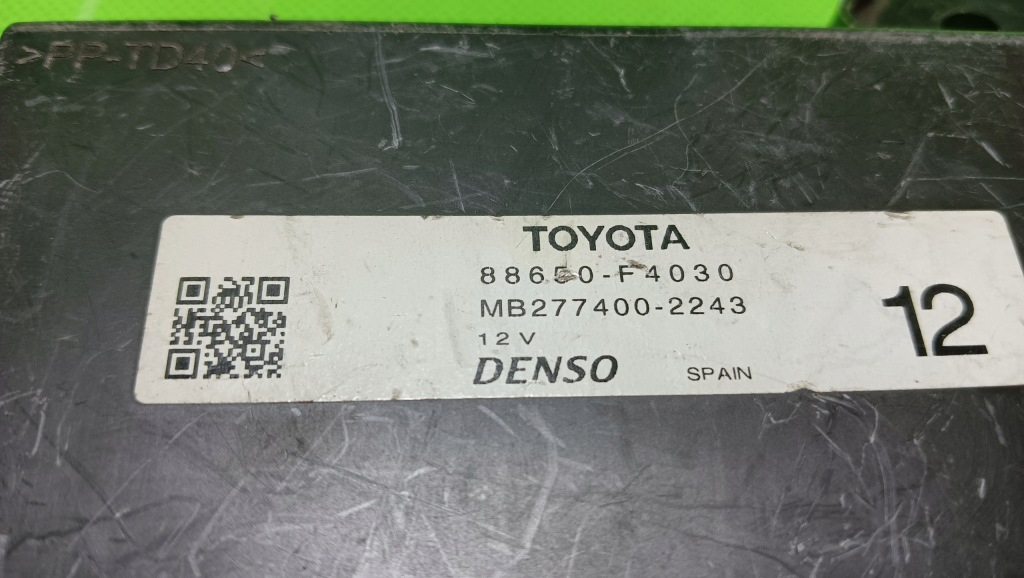 >PP-TD40<
TOYOTA
88650-F4030
MB277400-2243
12V
DENSO
SPAIN
12